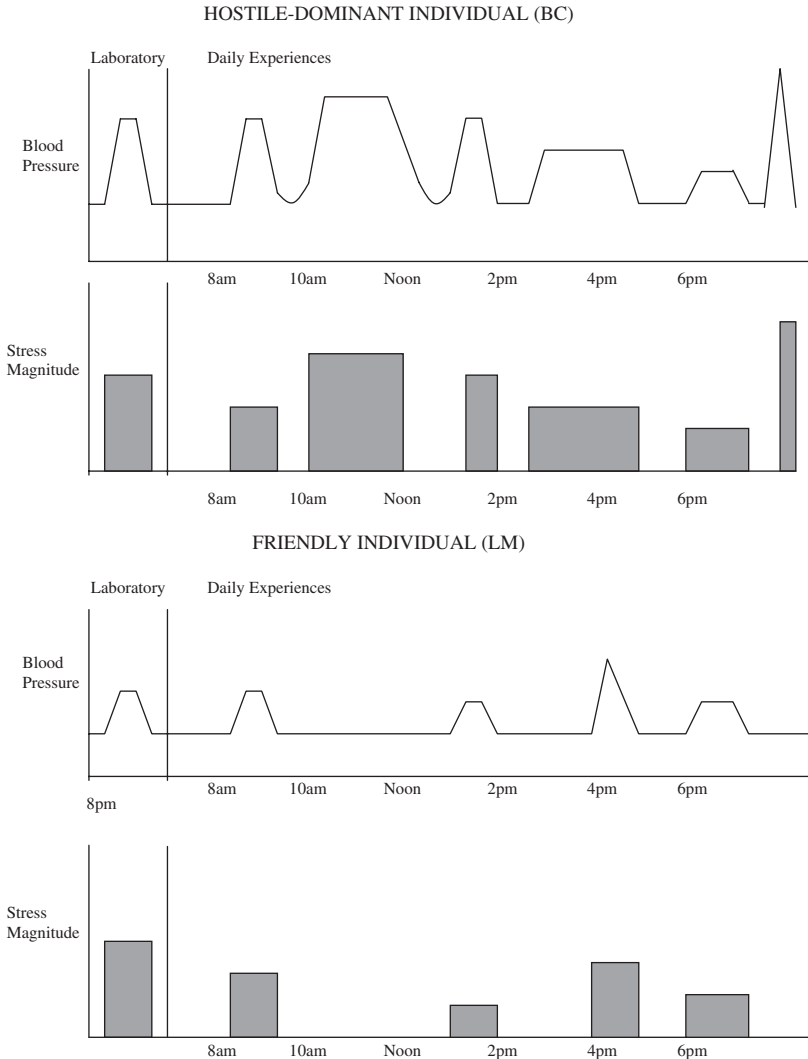 HOSTILE-DOMINANT INDIVIDUAL (BC)
Laboratory Daily Experiences
Blood
Pressure
8am 10am Noon 2pm 4pm 6pm
Stress
Magnitude
8am 10am Noon 2pm 4pm 6pm
FRIENDLY INDIVIDUAL (LM)
Laboratory Daily Experiences
Blood
Pressure
8am 10am Noon 2pm 4pm 6pm
8pm
Stress
Magnitude
8am 10am Noon 2pm 4pm 6pm